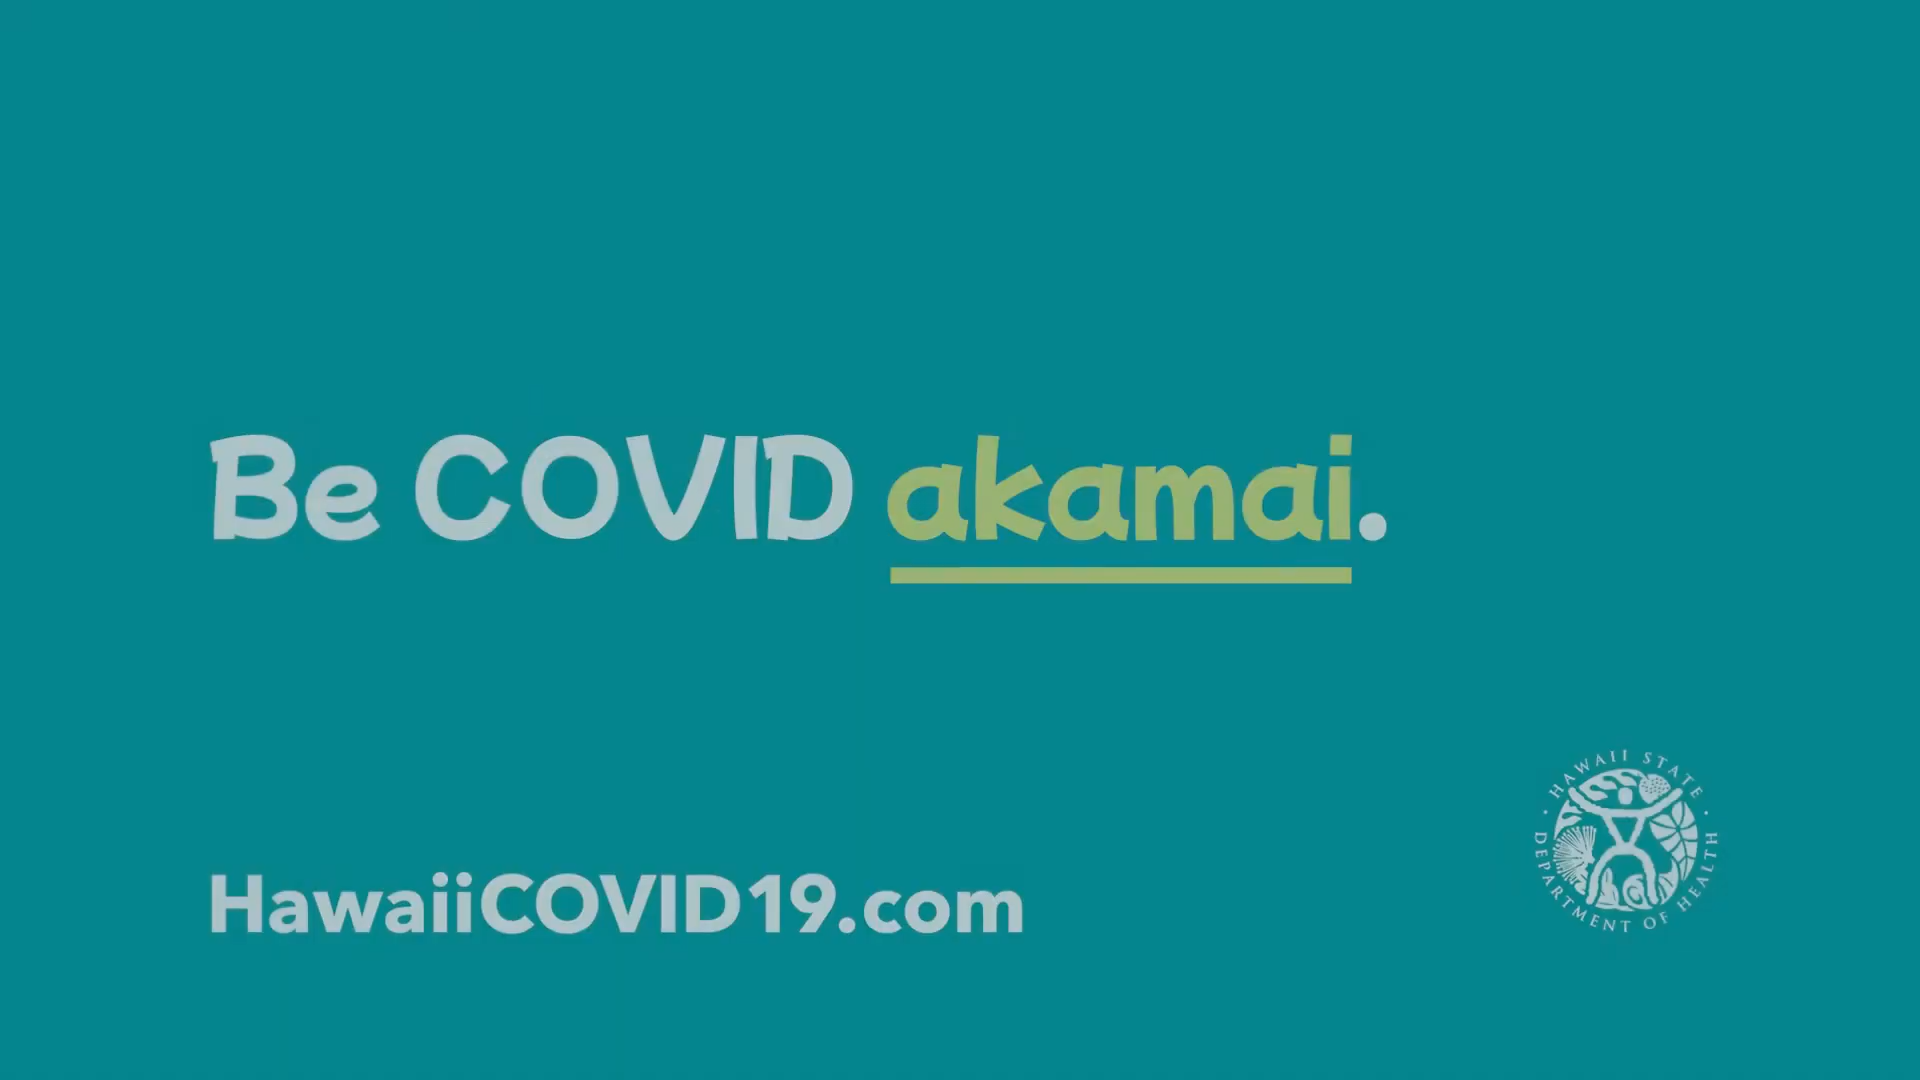 Be COVID akamai.
HawaiiCOVID19.com
HAWAII STATE
DEPARTMENT OF HEALTH